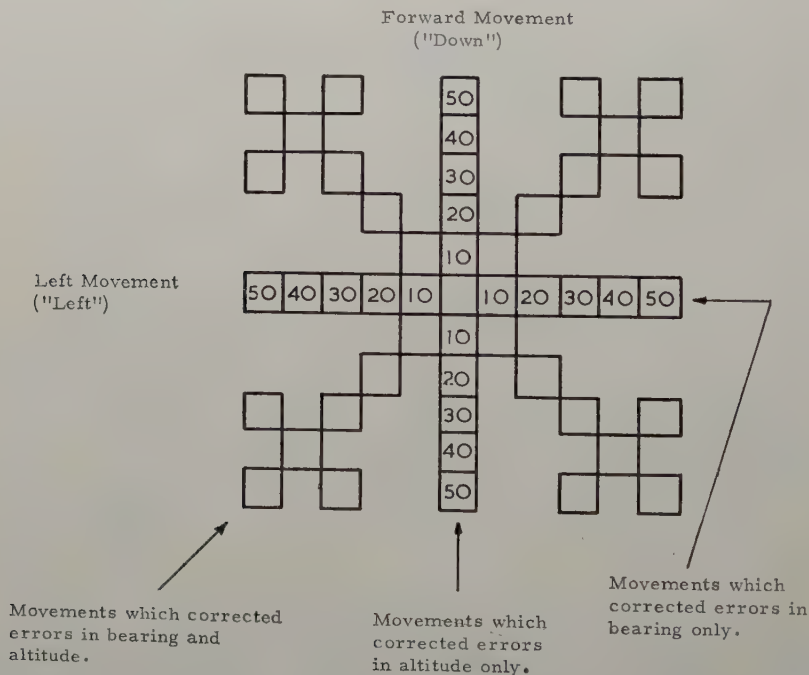 Forward Movement
("Down")
50
40
30
20
10
Left Movement
("Left")
50 40 30 20 10 10 20 30 40 50
10
20
30
40
50
Movements which corrected
errors in bearing and
altitude.
Movements which
corrected errors
in altitude only.
Movements which
corrected errors in
bearing only.